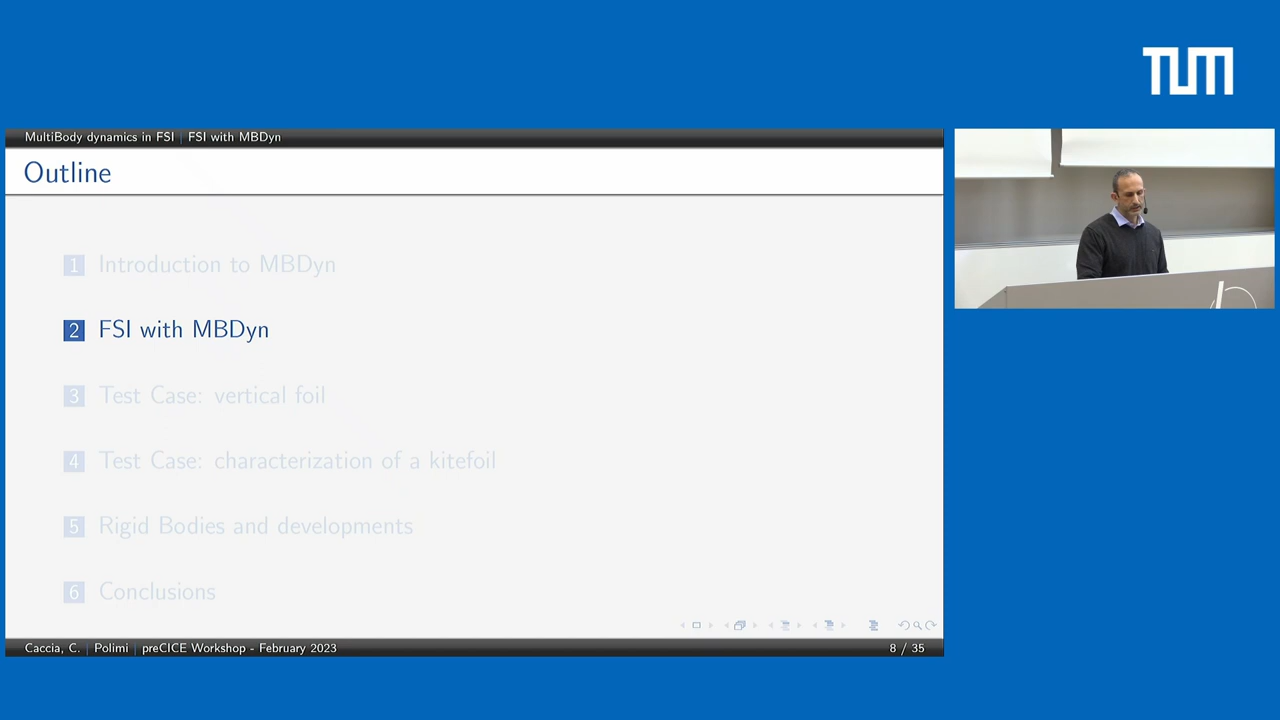 TUM
MultiBody dynamics in FSI | FSI with MBDyn
Outline
1 Introduction to MBDyn
2 FSI with MBDyn
3 Test Case: vertical foil
4 Test Case: characterization of a kitefoil
5 Rigid Bodies and developments
6 Conclusions
Caccia, C. | Polimi | preCICE Workshop - February 2023 8 / 35